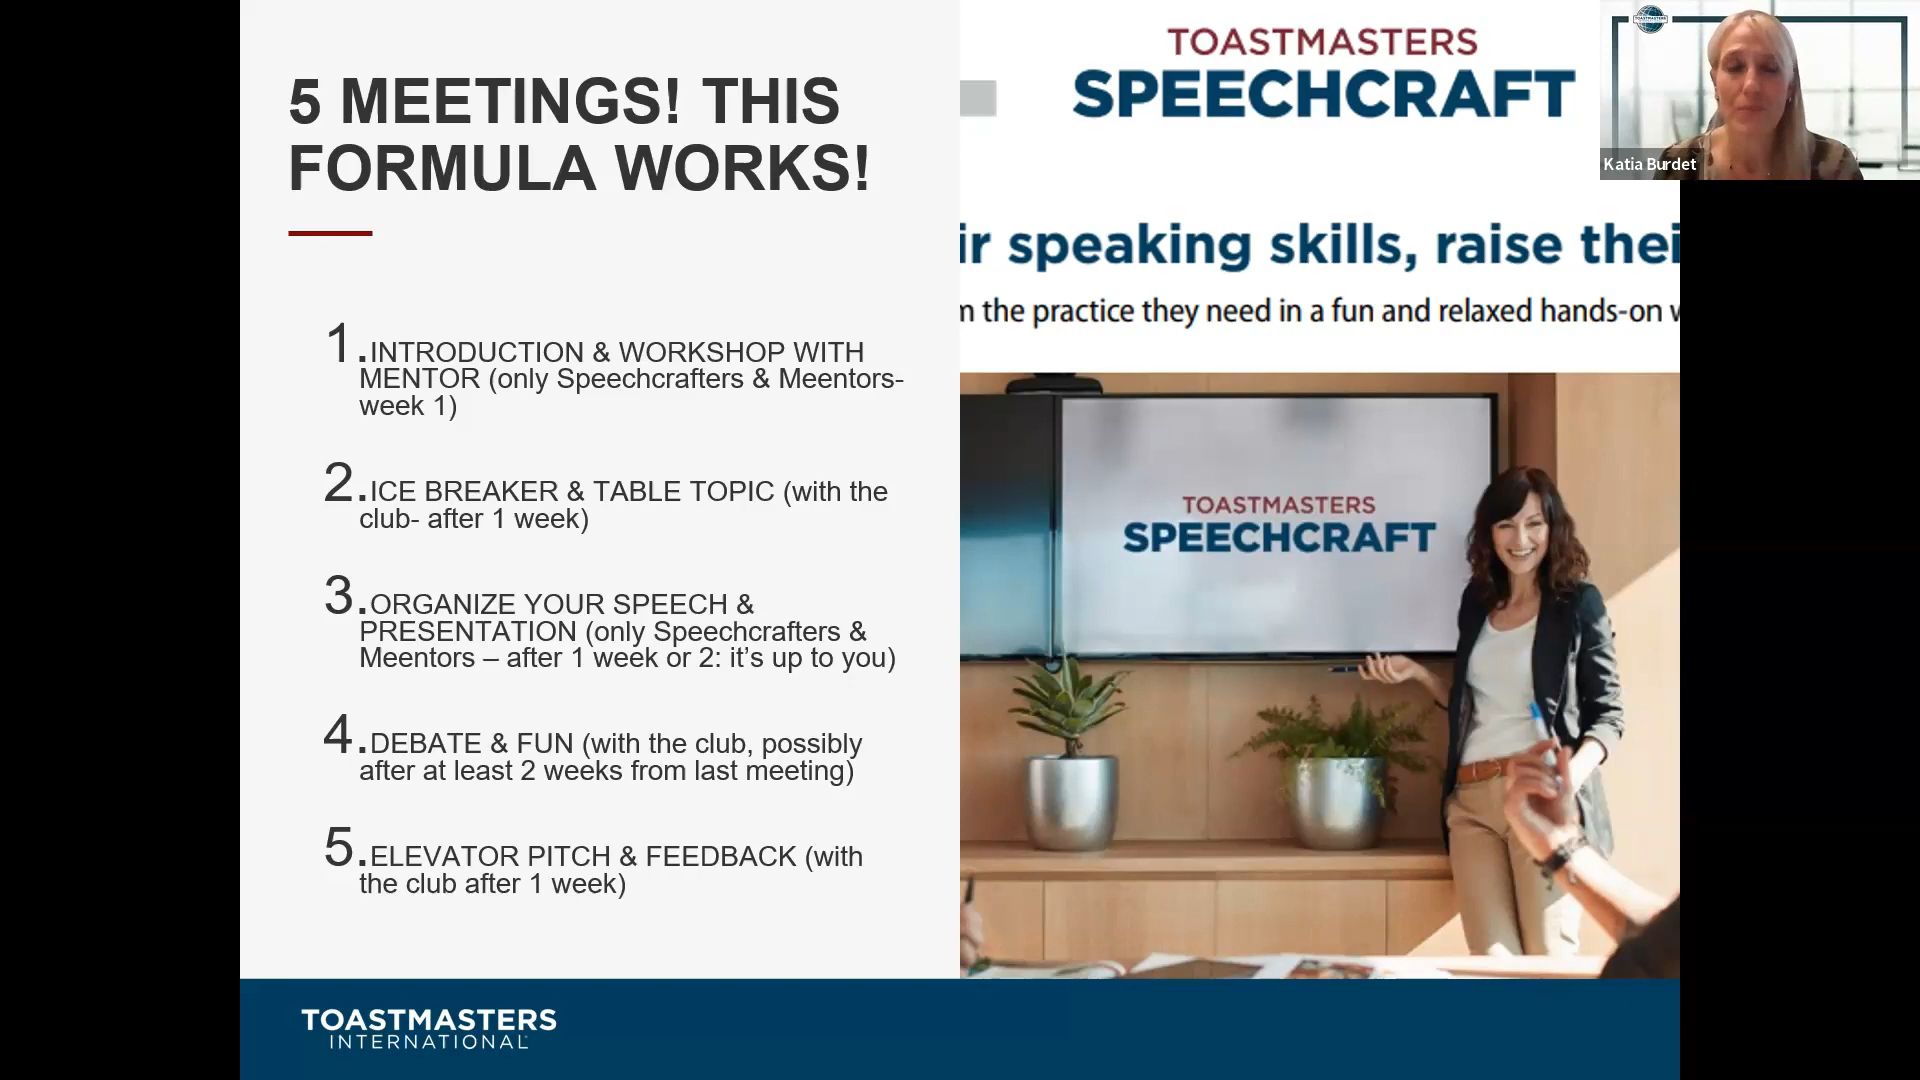 5 MEETINGS! THIS
FORMULA WORKS!
1.INTRODUCTION & WORKSHOP WITH
MENTOR (only Speechcrafters & Meentors-
week 1)
2.ICE BREAKER & TABLE TOPIC (with the
club- after 1 week)
3.ORGANIZE YOUR SPEECH &
PRESENTATION (only Speechcrafters &
Meentors – after 1 week or 2: it’s up to you)
4.DEBATE & FUN (with the club, possibly
after at least 2 weeks from last meeting)
5.ELEVATOR PITCH & FEEDBACK (with
the club after 1 week)
TOASTMASTERS
INTERNATIONAL
TOASTMASTERS
SPEECHCRAFT
ir speaking skills, raise thei
the practice they need in a fun and relaxed hands-on
TOASTMASTERS
SPEECHCRAFT
TOASTMASTERS
Katia Burdet